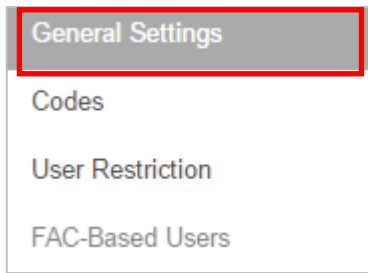 General Settings
Codes
User Restriction
FAC-Based Users